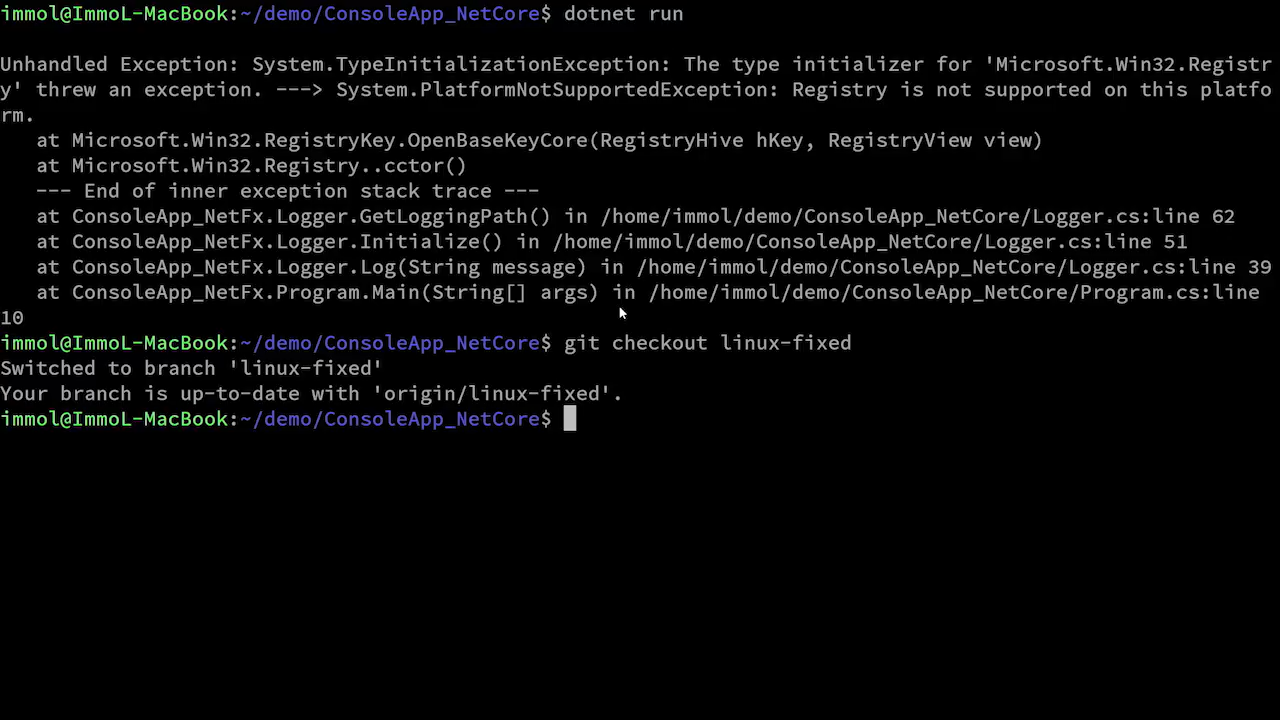 immol@ImmoL-MacBook:~/demo/ConsoleApp_NetCore$ dotnet run
Unhandled Exception: System.TypeInitializationException: The type initializer for 'Microsoft.Win32.Registr
y' threw an exception. ---> System.PlatformNotSupportedException: Registry is not supported on this platfo
rm.
   at Microsoft.Win32.RegistryKey.OpenBaseKeyCore(RegistryHive hKey, RegistryView view)
   at Microsoft.Win32.Registry..cctor()
   --- End of inner exception stack trace ---
   at ConsoleApp_NetFx.Logger.GetLoggingPath() in /home/immol/demo/ConsoleApp_NetCore/Logger.cs:line 62
   at ConsoleApp_NetFx.Logger.Initialize() in /home/immol/demo/ConsoleApp_NetCore/Logger.cs:line 51
   at ConsoleApp_NetFx.Logger.Log(String message) in /home/immol/demo/ConsoleApp_NetCore/Logger.cs:line 39
   at ConsoleApp_NetFx.Program.Main(String[] args) in /home/immol/demo/ConsoleApp_NetCore/Program.cs:line
10
immol@ImmoL-MacBook:~/demo/ConsoleApp_NetCore$ git checkout linux-fixed
Switched to branch 'linux-fixed'
Your branch is up-to-date with 'origin/linux-fixed'.
immol@ImmoL-MacBook:~/demo/ConsoleApp_NetCore$